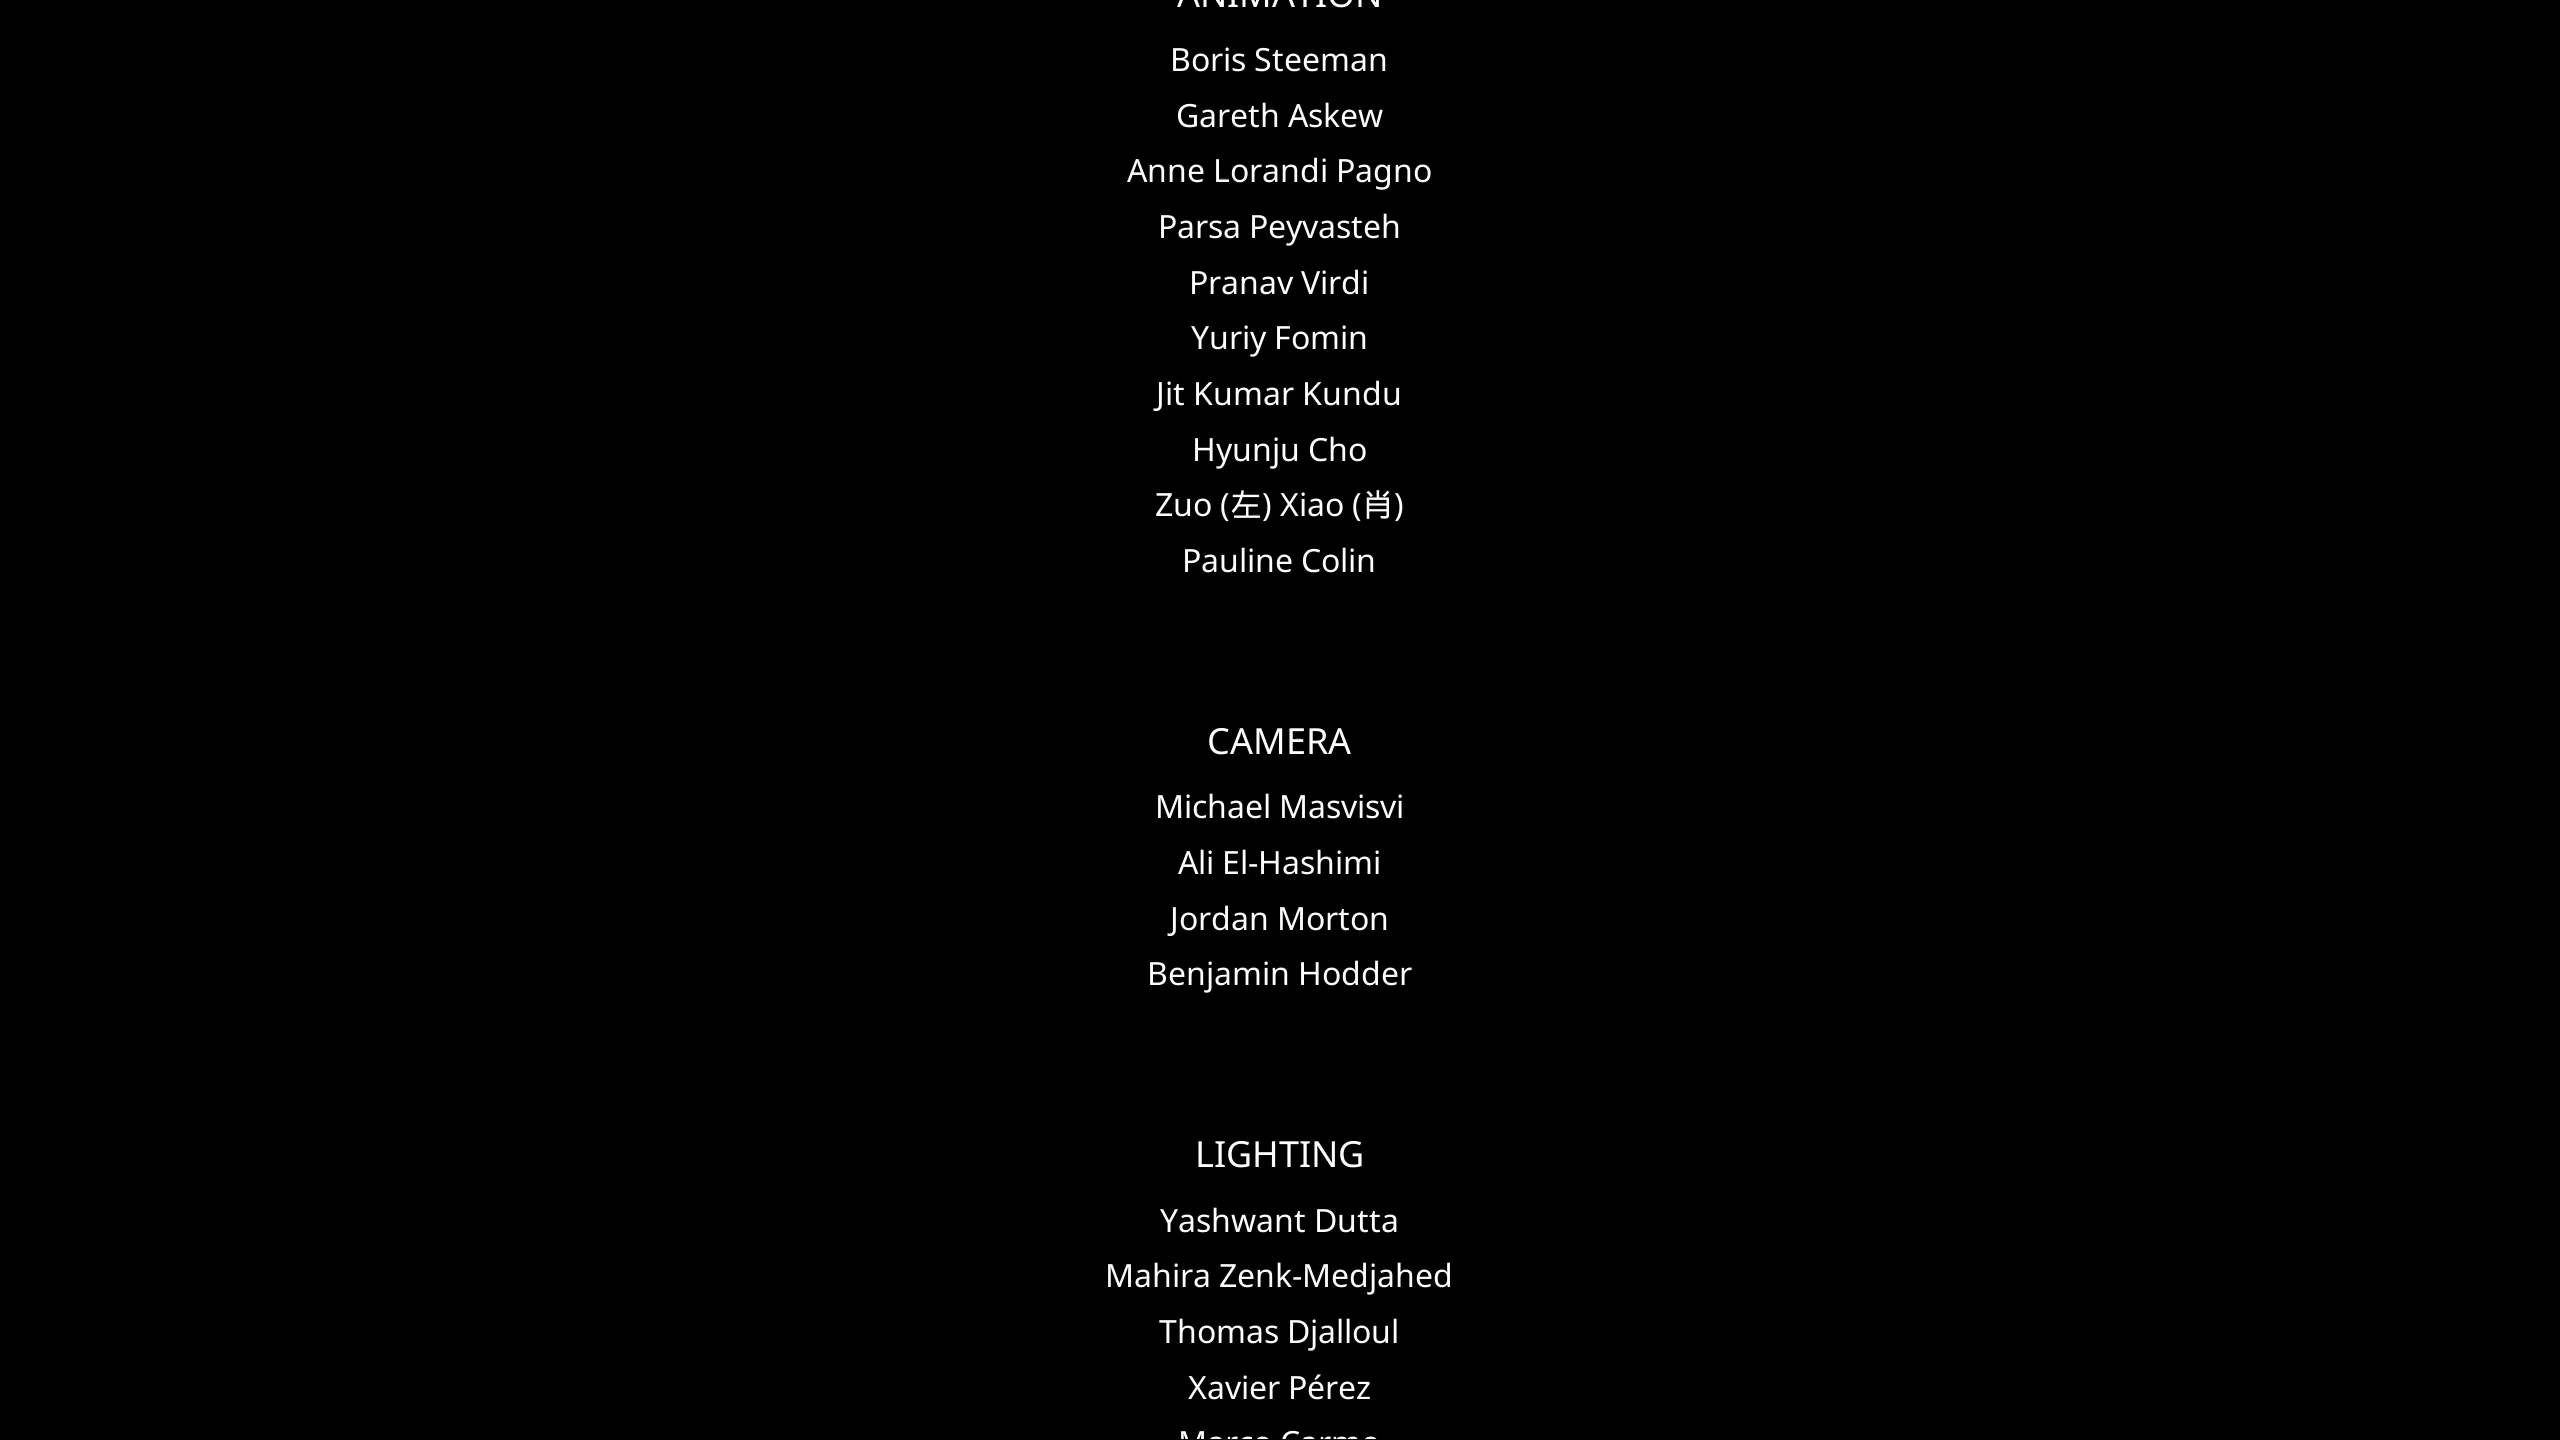 ANIMATION
Boris Steeman
Gareth Askew
Anne Lorandi Pagno
Parsa Peyvasteh
Pranav Virdi
Yuriy Fomin
Jit Kumar Kundu
Hyunju Cho
Zuo (左) Xiao (肖)
Pauline Colin
CAMERA
Michael Masvisvi
Ali El-Hashimi
Jordan Morton
Benjamin Hodder
LIGHTING
Yashwant Dutta
Mahira Zenk-Medjahed
Thomas Djalloul
Xavier Pérez